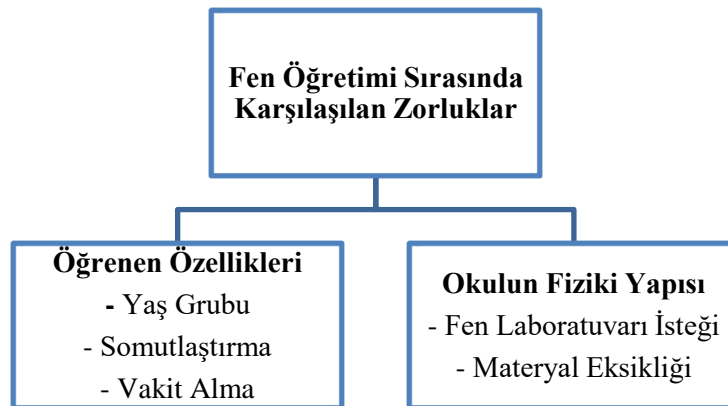 Fen Öğretimi Sırasında
Karşılaşılan Zorluklar
Öğrenen Özellikleri
- Yaş Grubu
- Somutlaştırma
- Vakit Alma
Okulun Fiziki Yapısı
- Fen Laboratuvarı İsteği
- Materyal Eksikliği